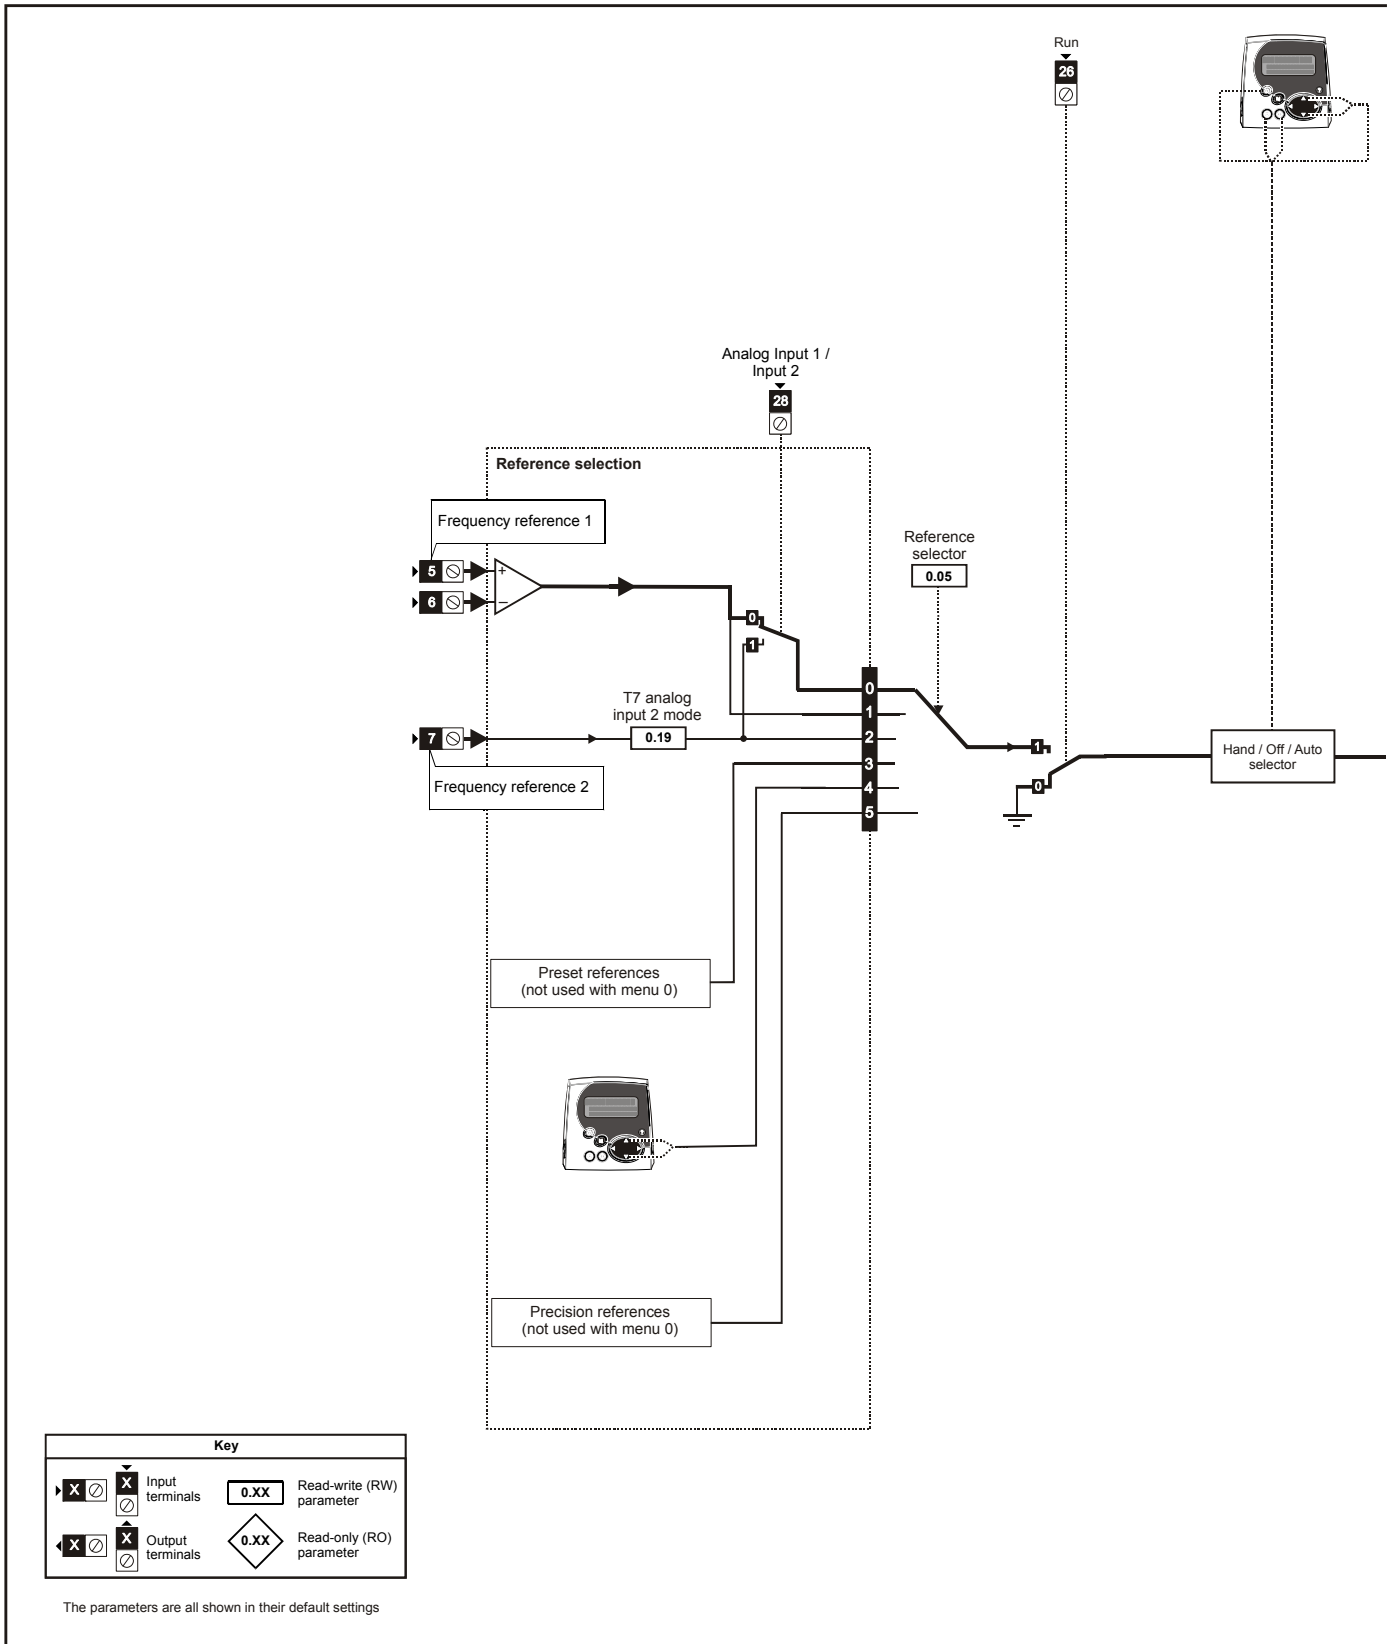 Run
26
Analog Input 1 /
Input 2
28
Reference selection
Frequency reference 1
5
+
6
–
0
1
Reference
selector
0.05
T7 analog
input 2 mode
0.19
7
Frequency reference 2
0
1
2
3
4
5
1
0
Hand / Off / Auto
selector
Preset references
(not used with menu 0)
Precision references
(not used with menu 0)
Key
X
X
Input
terminals
0.XX
Read-write (RW)
parameter
X
X
Output
terminals
0.XX
Read-only (RO)
parameter
The parameters are all shown in their default settings